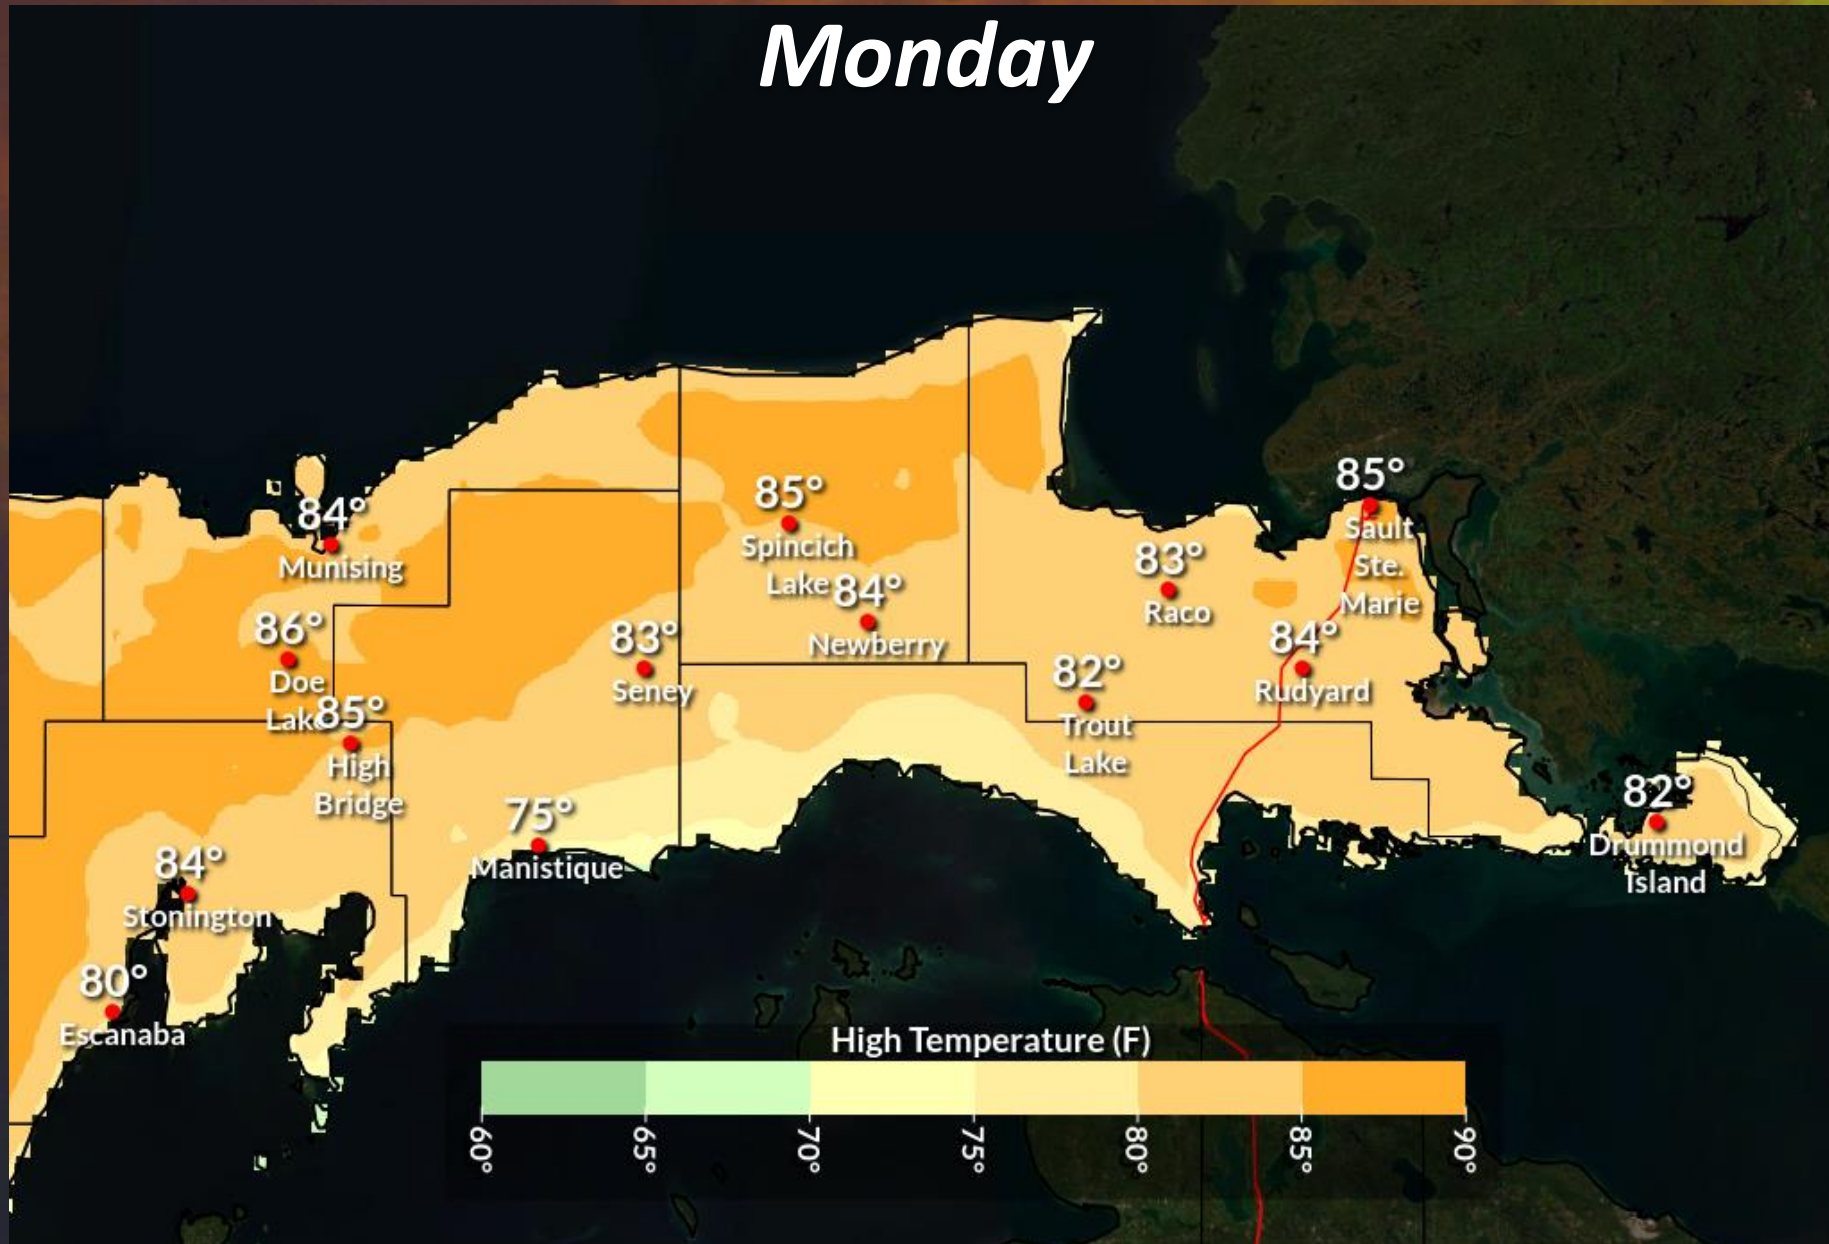 Monday
85°
Sault
Ste.
Marie
85°
Spincich
Lake
84°
Munising
83°
Raco
84°
Newberry
86°
Doe
Lake
83°
Seney
84°
Rudyard
82°
Trout
Lake
85°
High
Bridge
82°
Drummond
Island
75°
Manistique
84°
Stonington
80°
Escanaba
High Temperature (F)
60°
65°
70°
75°
80°
85°
90°